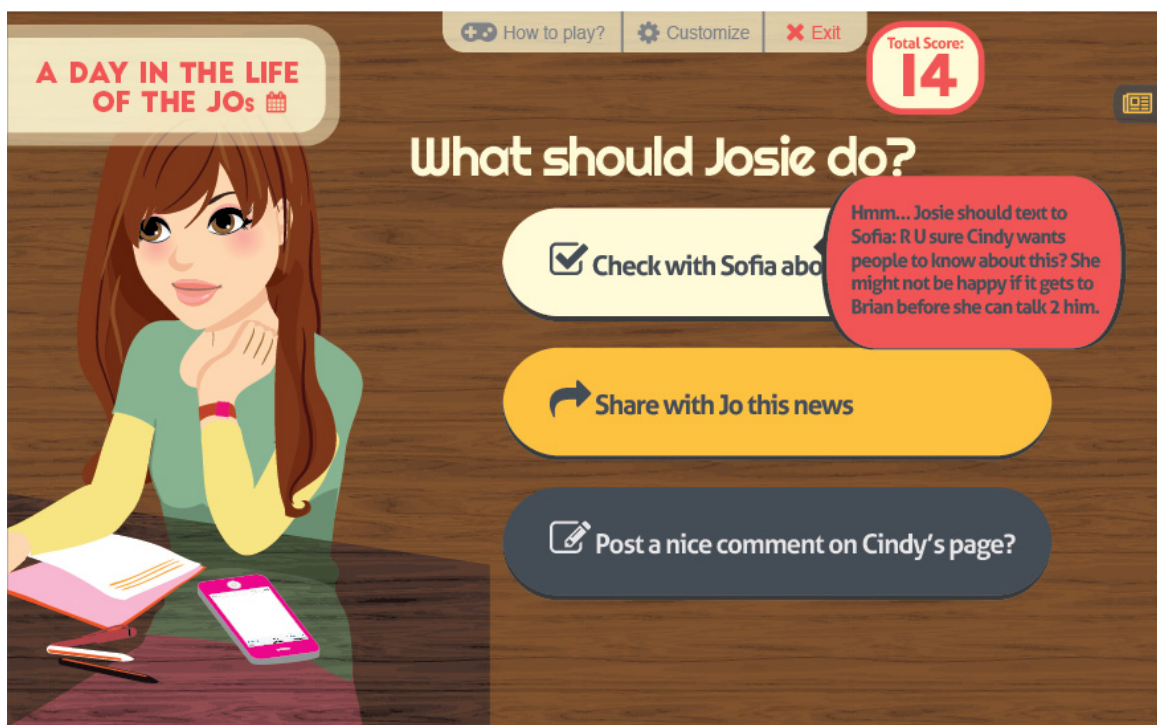 How to play?
Customize
Exit
Total Score:
14
A DAY IN THE LIFE
OF THE JOs
What should Josie do?
Check with Sofia abo
Hmm... Josie should text to
Sofia: R U sure Cindy wants
people to know about this? She
might not be happy if it gets to
Brian before she can talk 2 him.
Share with Jo this news
Post a nice comment on Cindy's page?